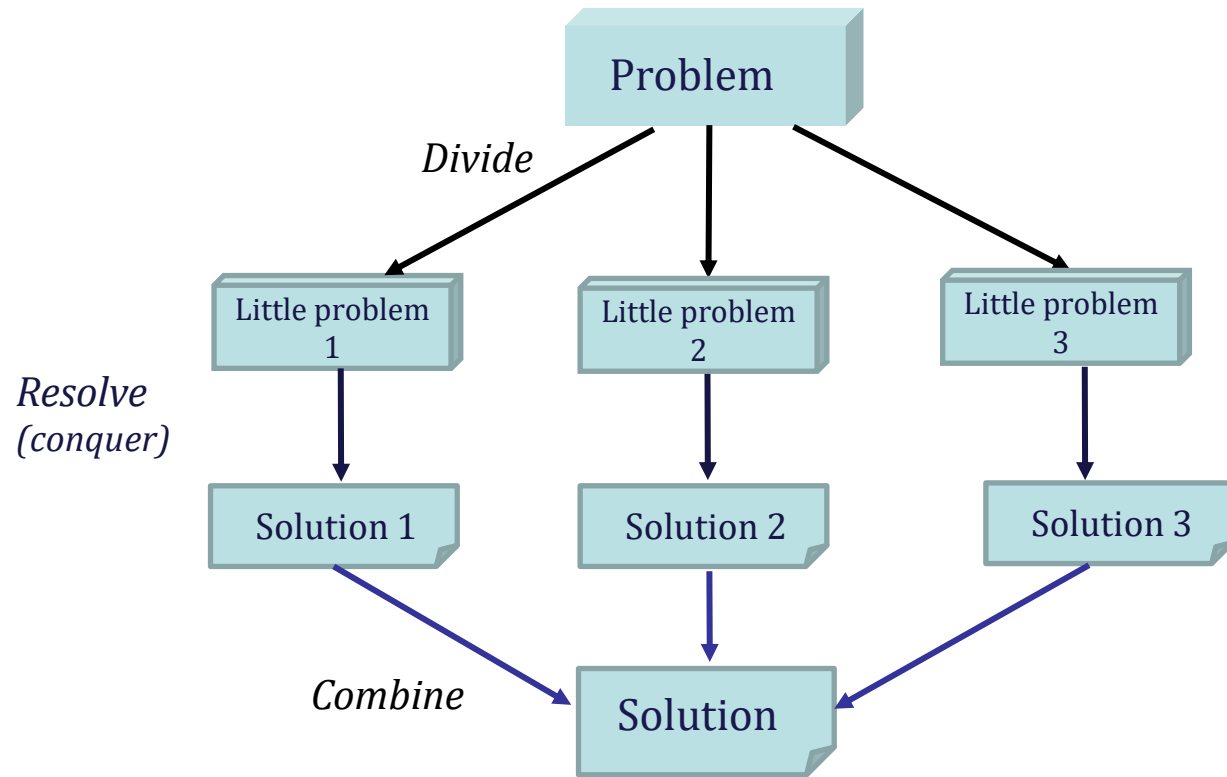 Problem
Divide
Little problem
1
Little problem
2
Little problem
3
Resolve
(conquer)
Solution 1
Solution 2
Solution 3
Combine
Solution